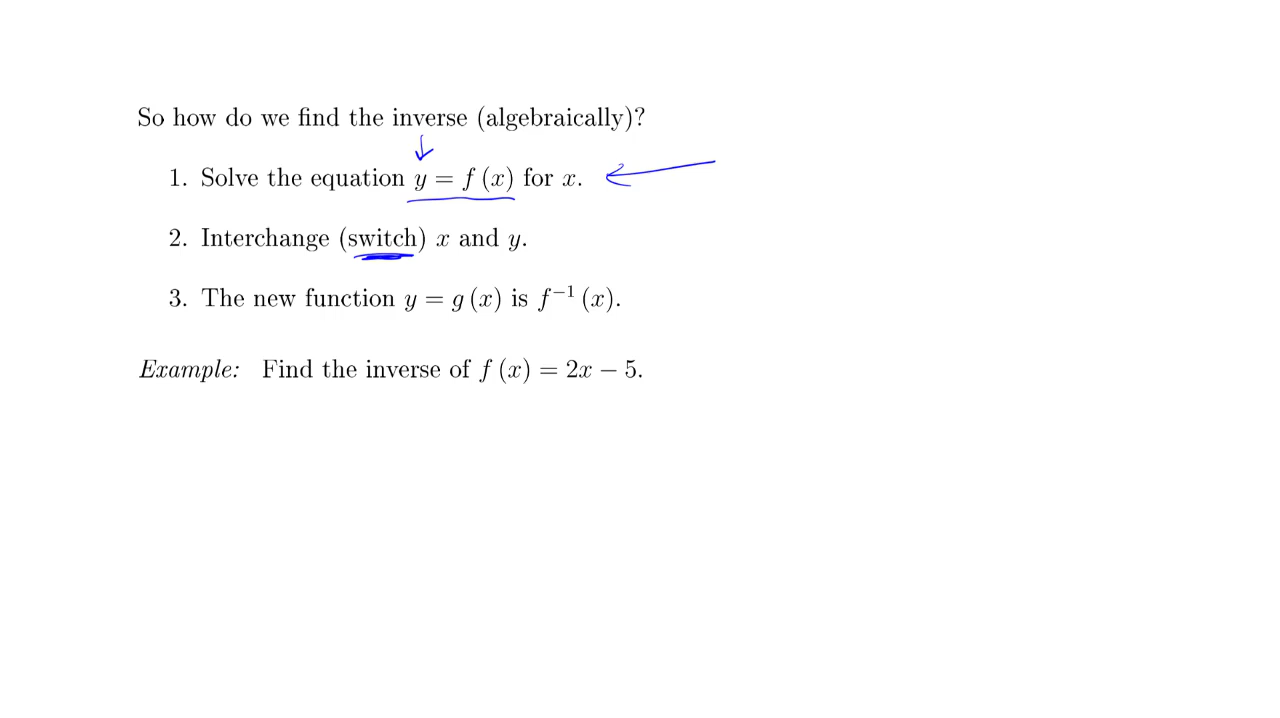 So how do we find the inverse (algebraically)?
1. Solve the equation y = f (x) for x.
2. Interchange (switch) x and y.
3. The new function y = g (x) is f⁻¹ (x).
Example: Find the inverse of f (x) = 2x − 5.